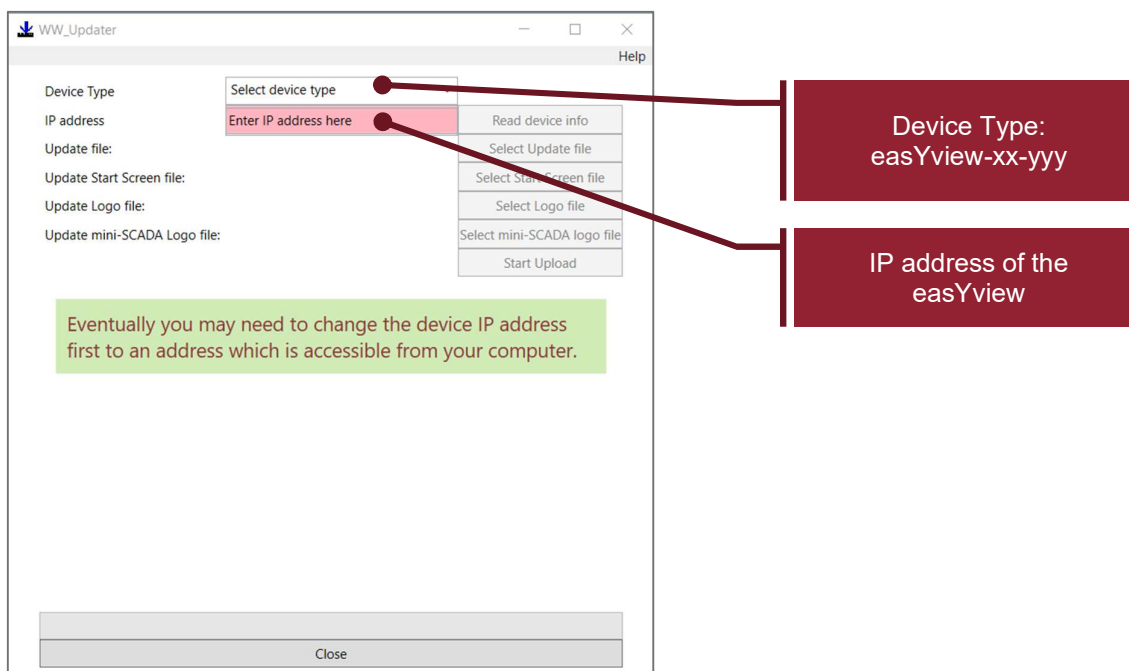 WW_Updater
Help
Device Type
Select device type
IP address
Enter IP address here
Read device info
Update file:
Select Update file
Update Start Screen file:
Select Start Screen file
Update Logo file:
Select Logo file
Update mini-SCADA Logo file:
Select mini-SCADA logo file
Start Upload
Eventually you may need to change the device IP address
first to an address which is accessible from your computer.
Close
Device Type:
easYview-xx-yyy
IP address of the
easYview